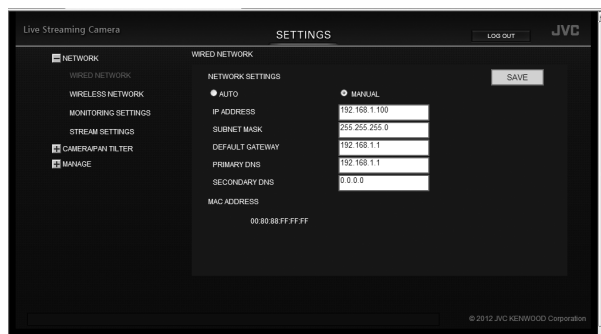 Live Streaming Camera
SETTINGS
LOG OUT
JVC
NETWORK
WIRED NETWORK
WIRELESS NETWORK
MONITORING SETTINGS
STREAM SETTINGS
CAMERA/PAN TILTER
MANAGE
WIRED NETWORK
NETWORK SETTINGS
SAVE
AUTO
MANUAL
IP ADDRESS 192.168.1.100
SUBNET MASK 255.255.255.0
DEFAULT GATEWAY 192.168.1.1
PRIMARY DNS 192.168.1.1
SECONDARY DNS 0.0.0.0
MAC ADDRESS
00:80:88:FF:FF:FF
© 2012 JVC KENWOOD Corporation